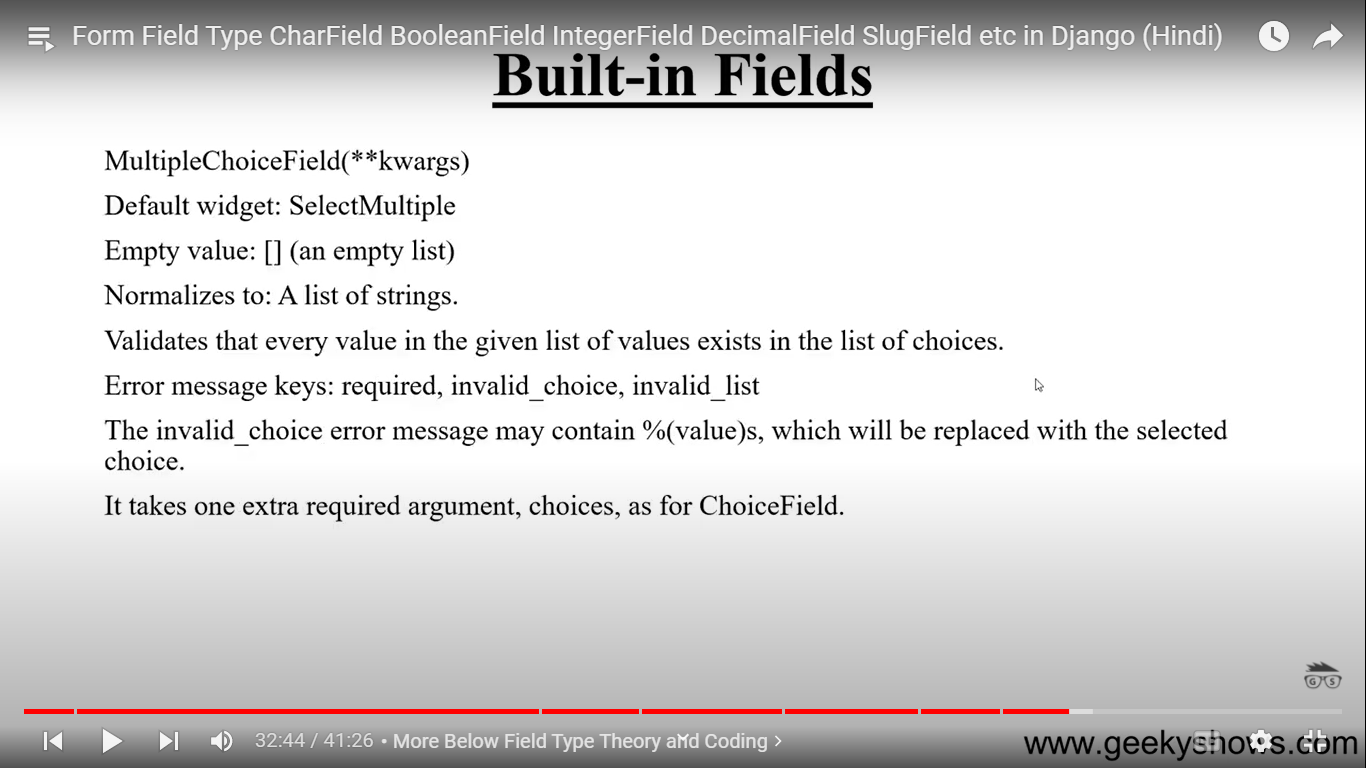 Form Field Type CharField BooleanField IntegerField DecimalField SlugField etc in Django (Hindi)
Built-in Fields
MultipleChoiceField(**kwargs)
Default widget: SelectMultiple
Empty value: [] (an empty list)
Normalizes to: A list of strings.
Validates that every value in the given list of values exists in the list of choices.
Error message keys: required, invalid_choice, invalid_list
The invalid_choice error message may contain %(value)s, which will be replaced with the selected
choice.
It takes one extra required argument, choices, as for ChoiceField.
G S
32:44 / 41:26 • More Below Field Type Theory and Coding >
www.geekyshows.com